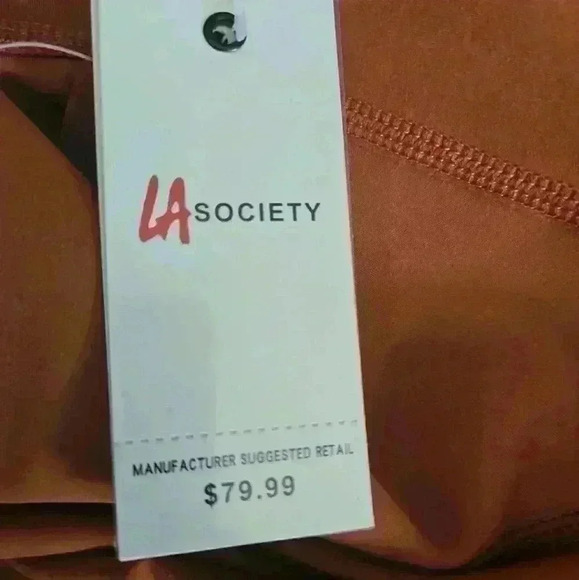 LA SOCIETY
MANUFACTURER SUGGESTED RETAIL
$79.99